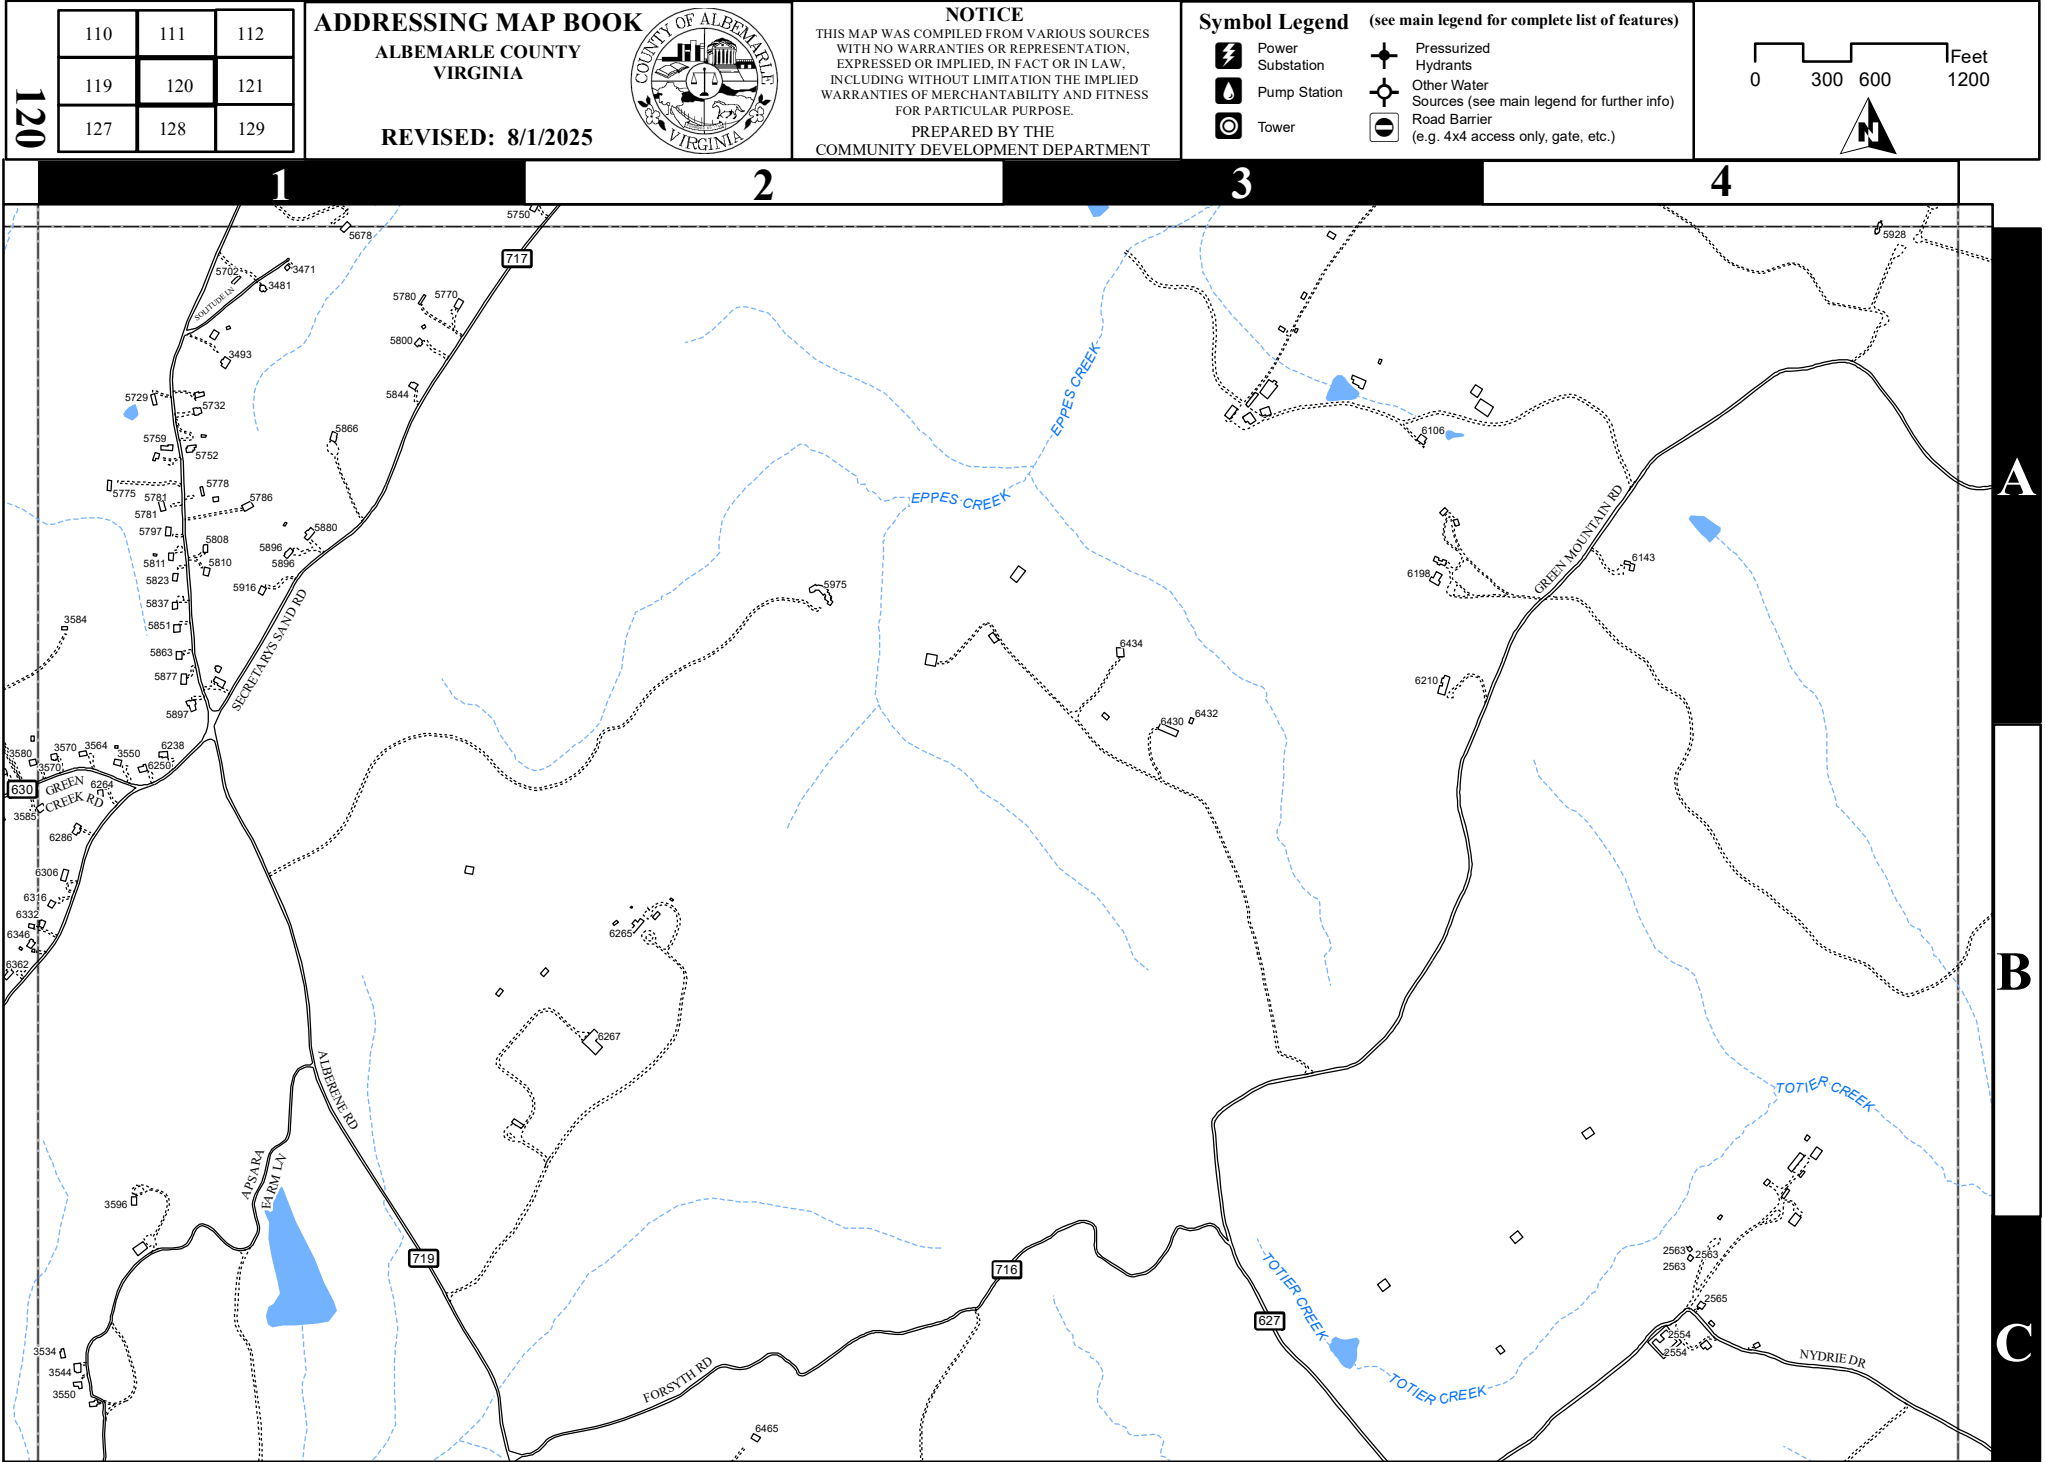 110 111 112
119 120 121
127 128 129
120
ADDRESSING MAP BOOK
ALBEMARLE COUNTY
VIRGINIA
REVISED: 8/1/2025
COUNTY OF ALBEMARLE
VIRGINIA
NOTICE
THIS MAP WAS COMPILED FROM VARIOUS SOURCES
WITH NO WARRANTIES OR REPRESENTATION,
EXPRESSED OR IMPLIED, IN FACT OR IN LAW,
INCLUDING WITHOUT LIMITATION THE IMPLIED
WARRANTIES OF MERCHANTABILITY AND FITNESS
FOR PARTICULAR PURPOSE.
PREPARED BY THE
COMMUNITY DEVELOPMENT DEPARTMENT
Symbol Legend (see main legend for complete list of features)
Power
Substation
Pump Station
Tower
Pressurized
Hydrants
Other Water
Sources (see main legend for further info)
Road Barrier
(e.g. 4x4 access only, gate, etc.)
Feet
0 300 600 1200
N
1 2 3 4
5750
5678
5928
717
5702
3471
3481
SOLITUDE LN
5780
5770
5800
3493
5844
5729
5732
5866
EPPES CREEK
5759
5752
6106
A
5775
5778
5781
5786
5781
EPPES CREEK
5797
5880
5808
5896
5811
5810
5896
5823
5916
GREEN MOUNTAIN RD
6143
6198
5975
5837
3584
5851
SECRETARYS SAND RD
5863
6434
5877
6210
5897
6430
6432
3580
3570
3564
3550
6238
3570
6250
630
GREEN
CREEK RD
6264
3585
6286
6306
6316
6332
6346
6265
6362
B
6267
ALBERENE RD
TOTIER CREEK
APSARA
FARM LN
3596
719
716
2563
2563
2563
TOTIER CREEK
2565
627
2554
2554
3534
3544
3550
FORSYTH RD
NYDRIE DR
C
TOTIER CREEK
6465